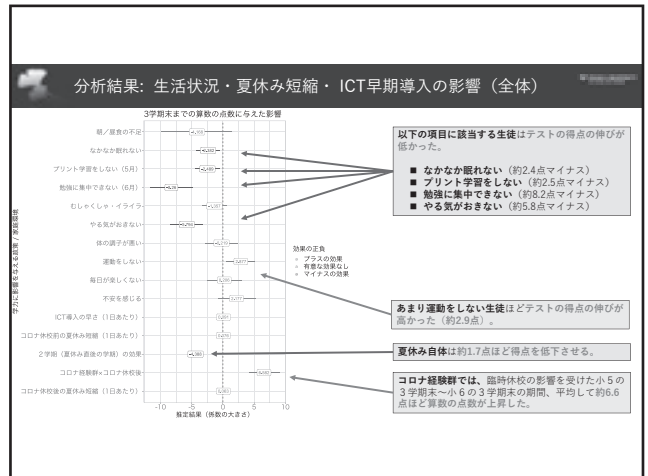 分析結果: 生活状況・夏休み短縮・ ICT早期導入の影響（全体）
3学期末までの算数の点数に与えた影響
学力に影響を与える政策 / 家庭環境
朝／昼食の不足
なかなか眠れない
プリント学習をしない（5月）
勉強に集中できない（6月）
むしゃくしゃ・イライラ
やる気がおきない
体の調子が悪い
運動をしない
毎日が楽しくない
不安を感じる
ICT導入の早さ（1日あたり）
コロナ休校前の夏休み短縮（1日あたり）
2学期（夏休み直後の学期）の効果
コロナ経験群×コロナ休校後
コロナ休校後の夏休み短縮（1日あたり）
-10 -5 0 5 10
推定結果（係数の大きさ）
効果の正負
プラスの効果
有意な効果なし
マイナスの効果
以下の項目に該当する生徒はテストの得点の伸びが
低かった。
■ なかなか眠れない（約2.4点マイナス）
■ プリント学習をしない（約2.5点マイナス）
■ 勉強に集中できない（約8.2点マイナス）
■ やる気がおきない（約5.8点マイナス）
あまり運動をしない生徒ほどテストの得点の伸びが
高かった（約2.9点）。
夏休み自体は約1.7点ほど得点を低下させる。
コロナ経験群では、臨時休校の影響を受けた小５の
３学期末〜小６の３学期末の期間、平均して約6.6
点ほど算数の点数が上昇した。